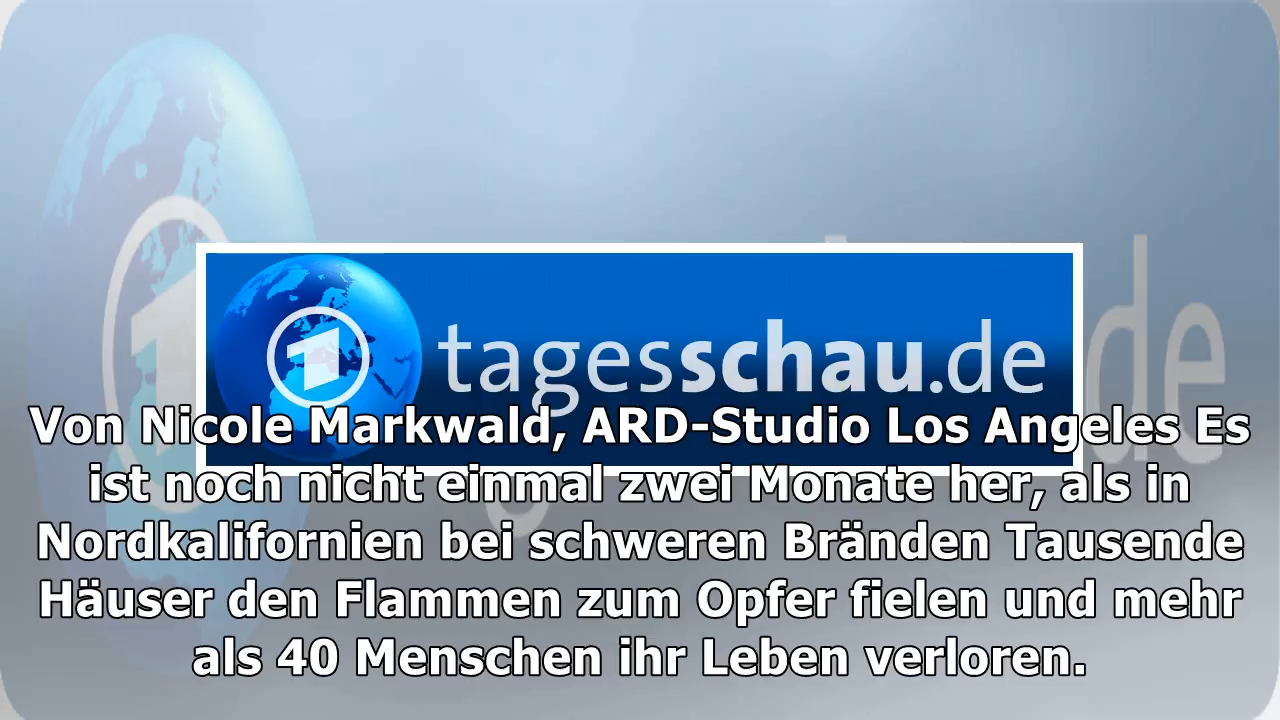 1 tagesschau.de
Von Nicole Markwald, ARD-Studio Los Angeles Es
ist noch nicht einmal zwei Monate her, als in
Nordkalifornien bei schweren Bränden Tausende
Häuser den Flammen zum Opfer fielen und mehr
als 40 Menschen ihr Leben verloren.